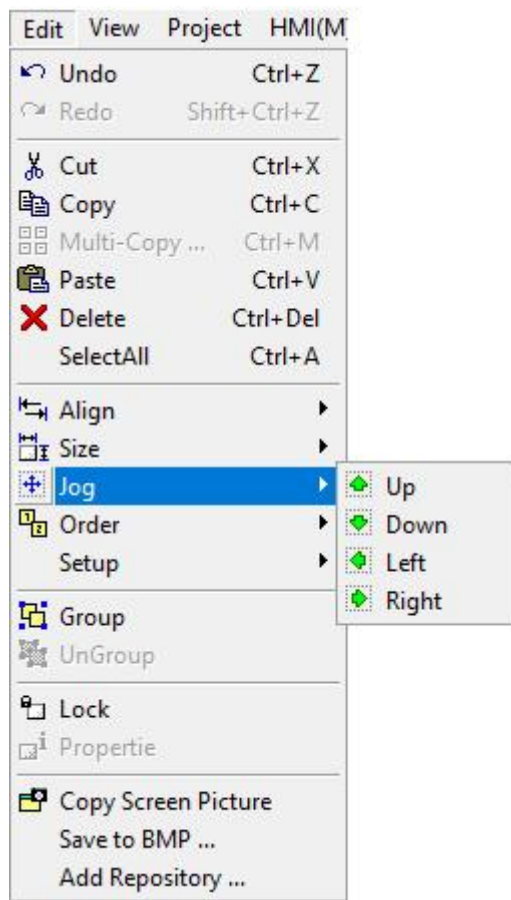 Edit View Project HMI(M
Undo Ctrl+Z
Redo Shift+Ctrl+Z
Cut Ctrl+X
Copy Ctrl+C
Multi-Copy ... Ctrl+M
Paste Ctrl+V
Delete Ctrl+Del
SelectAll Ctrl+A
Align
Size
Jog
Up
Down
Left
Right
Order
Setup
Group
UnGroup
Lock
Propertie
Copy Screen Picture
Save to BMP ...
Add Repository ...